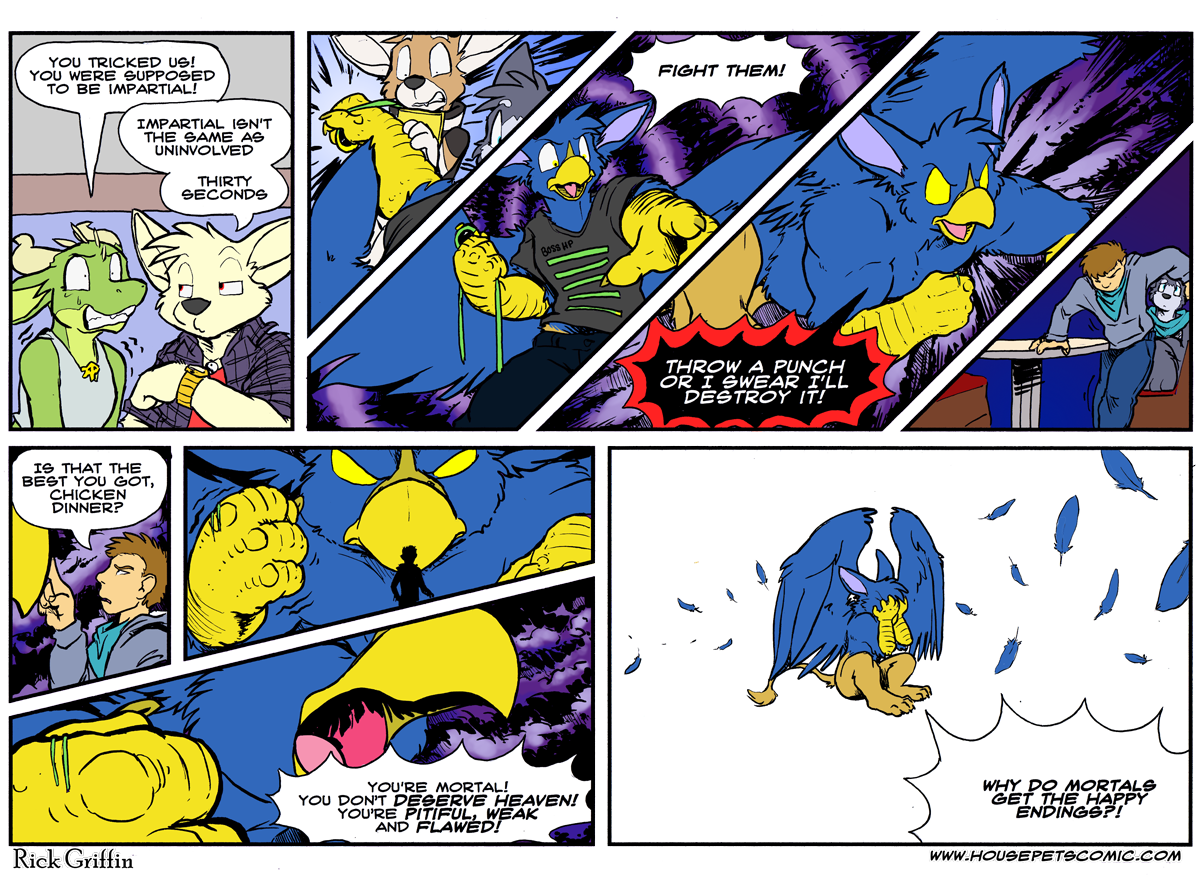 YOU TRICKED US!
YOU WERE SUPPOSED
TO BE IMPARTIAL!
IMPARTIAL ISN'T
THE SAME AS
UNINVOLVED
THIRTY
SECONDS
FIGHT THEM!
BOSS HP
THROW A PUNCH
OR I SWEAR I'LL
DESTROY IT!
IS THAT THE
BEST YOU GOT,
CHICKEN
DINNER?
YOU'RE MORTAL!
YOU DON'T DESERVE HEAVEN!
YOU'RE PITIFUL, WEAK
AND FLAWED!
WHY DO MORTALS
GET THE HAPPY
ENDINGS?!
Rick Griffin
WWW.HOUSEPETSCOMIC.COM